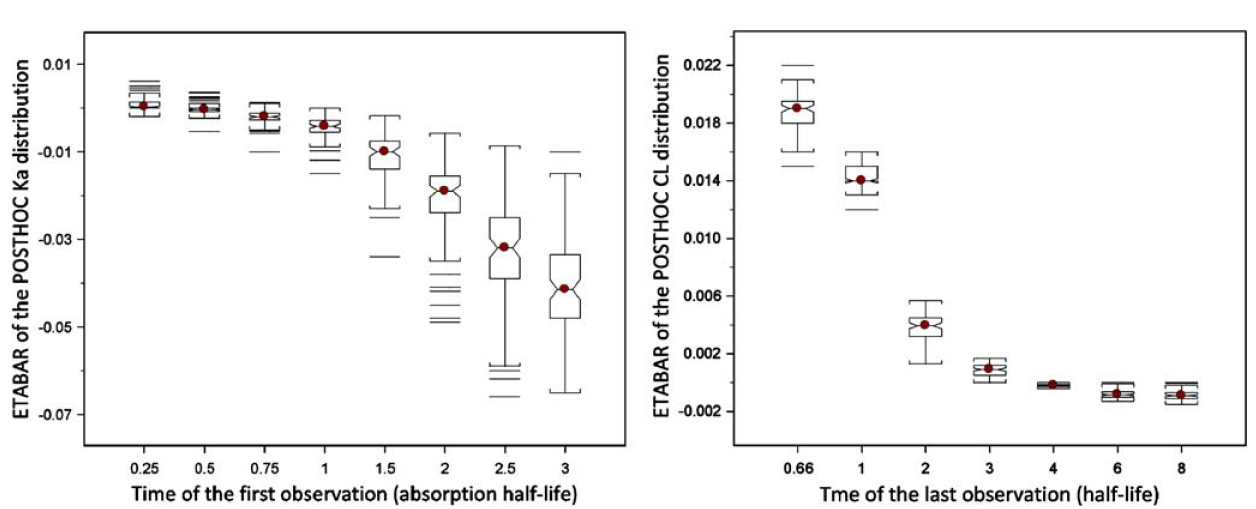 ETABAR of the POSTHOC Ka distribution
0.01
-0.01
-0.03
-0.05
-0.07
0.25 0.5 0.75 1 1.5 2 2.5 3
Time of the first observation (absorption half-life)
ETABAR of the POSTHOC CL distribution
0.022
0.018
0.014
0.010
0.006
0.002
-0.002
0.66 1 2 3 4 6 8
Tme of the last observation (half-life)